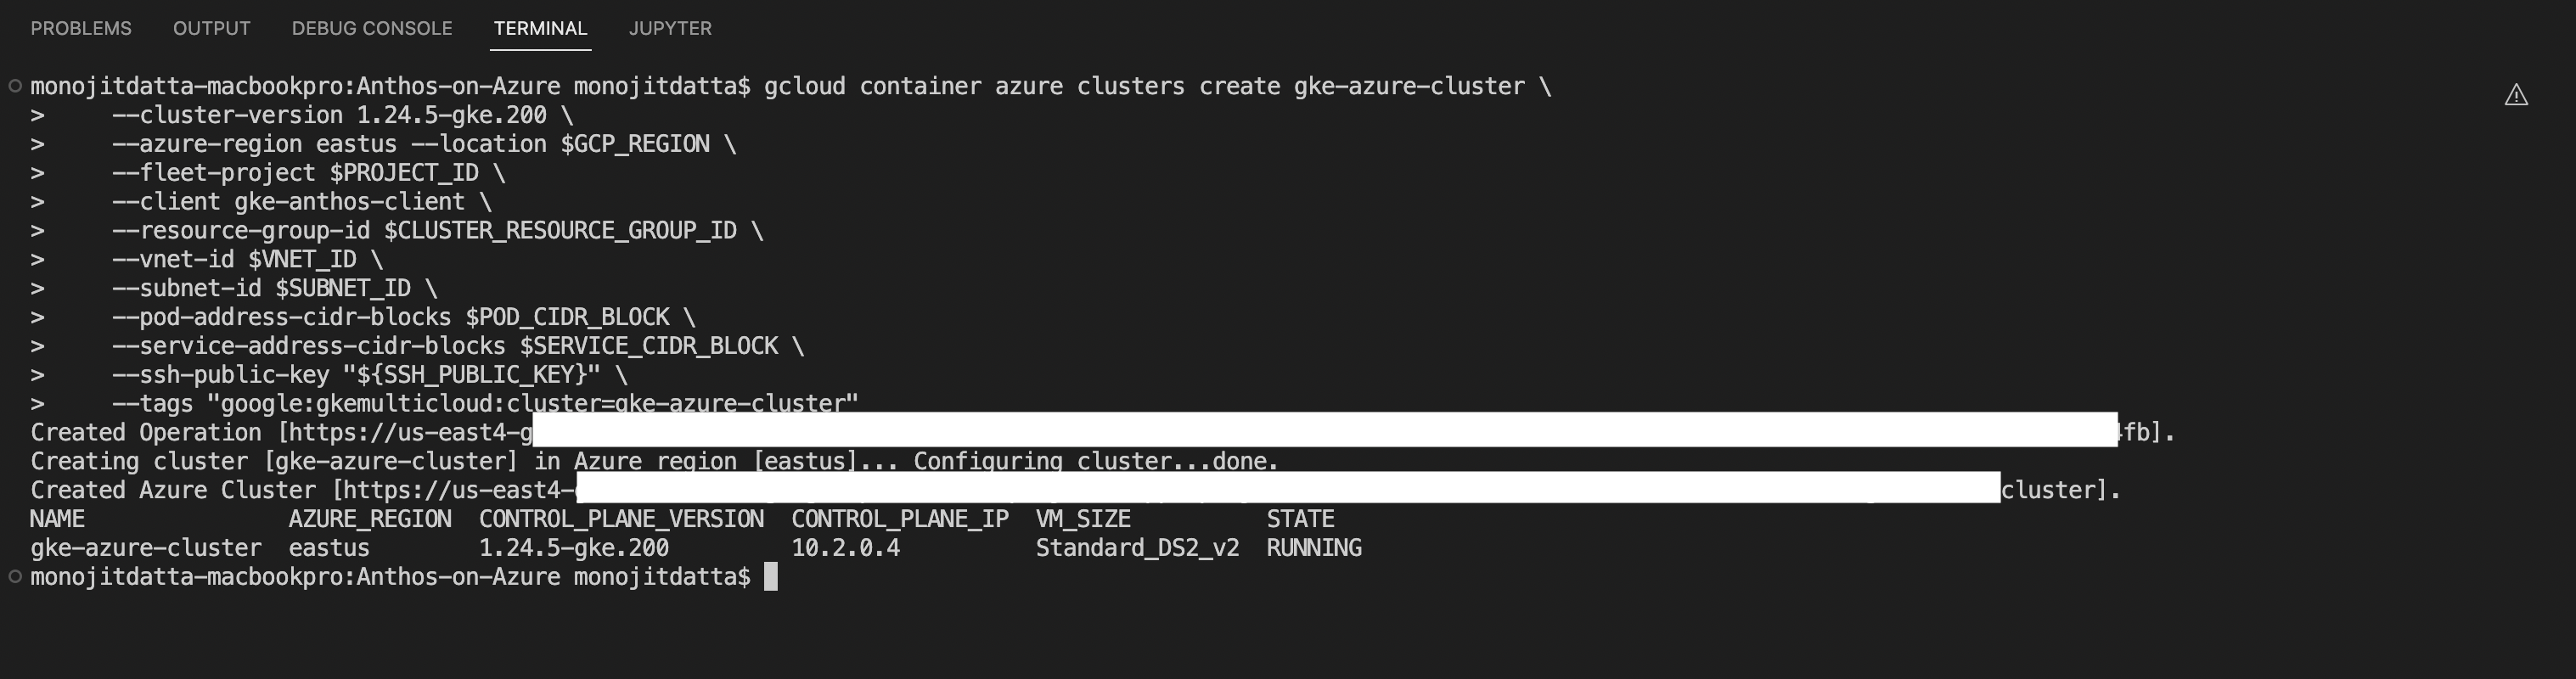 PROBLEMS OUTPUT DEBUG CONSOLE TERMINAL JUPYTER
monojitdatta-macbookpro:Anthos-on-Azure monojitdatta$ gcloud container azure clusters create gke-azure-cluster \
>     --cluster-version 1.24.5-gke.200 \
>     --azure-region eastus --location $GCP_REGION \
>     --fleet-project $PROJECT_ID \
>     --client gke-anthos-client \
>     --resource-group-id $CLUSTER_RESOURCE_GROUP_ID \
>     --vnet-id $VNET_ID \
>     --subnet-id $SUBNET_ID \
>     --pod-address-cidr-blocks $POD_CIDR_BLOCK \
>     --service-address-cidr-blocks $SERVICE_CIDR_BLOCK \
>     --ssh-public-key "${SSH_PUBLIC_KEY}" \
>     --tags "google:gkemulticloud:cluster=gke-azure-cluster"
Created Operation [https://us-east4-g fb].
Creating cluster [gke-azure-cluster] in Azure region [eastus]... Configuring cluster...done.
Created Azure Cluster [https://us-east4- cluster].
NAME               AZURE_REGION  CONTROL_PLANE_VERSION  CONTROL_PLANE_IP  VM_SIZE          STATE
gke-azure-cluster  eastus        1.24.5-gke.200         10.2.0.4          Standard_DS2_v2  RUNNING
monojitdatta-macbookpro:Anthos-on-Azure monojitdatta$